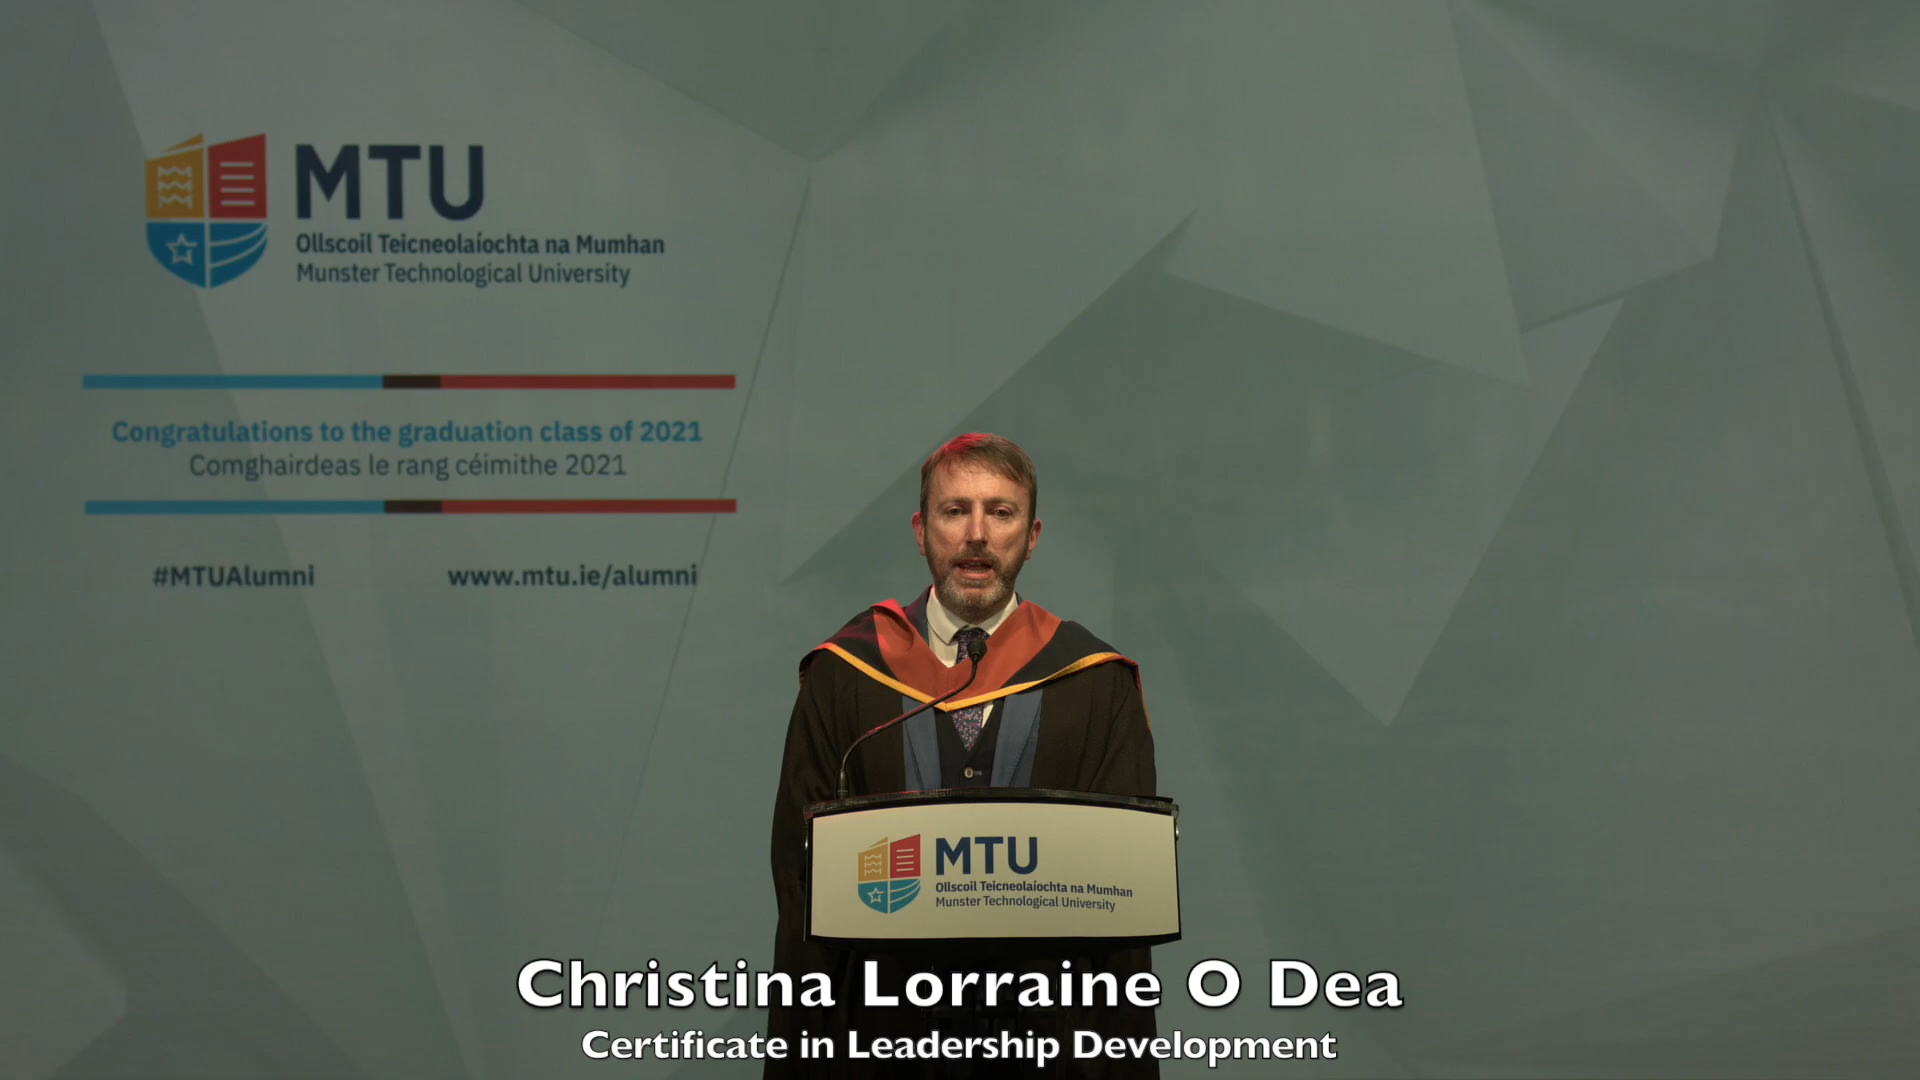 MTU
Ollscoil Teicneolaíochta na Mumhan
Munster Technological University
Congratulations to the graduation class of 2021
Comghairdeas le rang céimithe 2021
#MTUAlumni
www.mtu.ie/alumni
MTU
Ollscoil Teicneolaíochta na Mumhan
Munster Technological University
Christina Lorraine O Dea
Certificate in Leadership Development